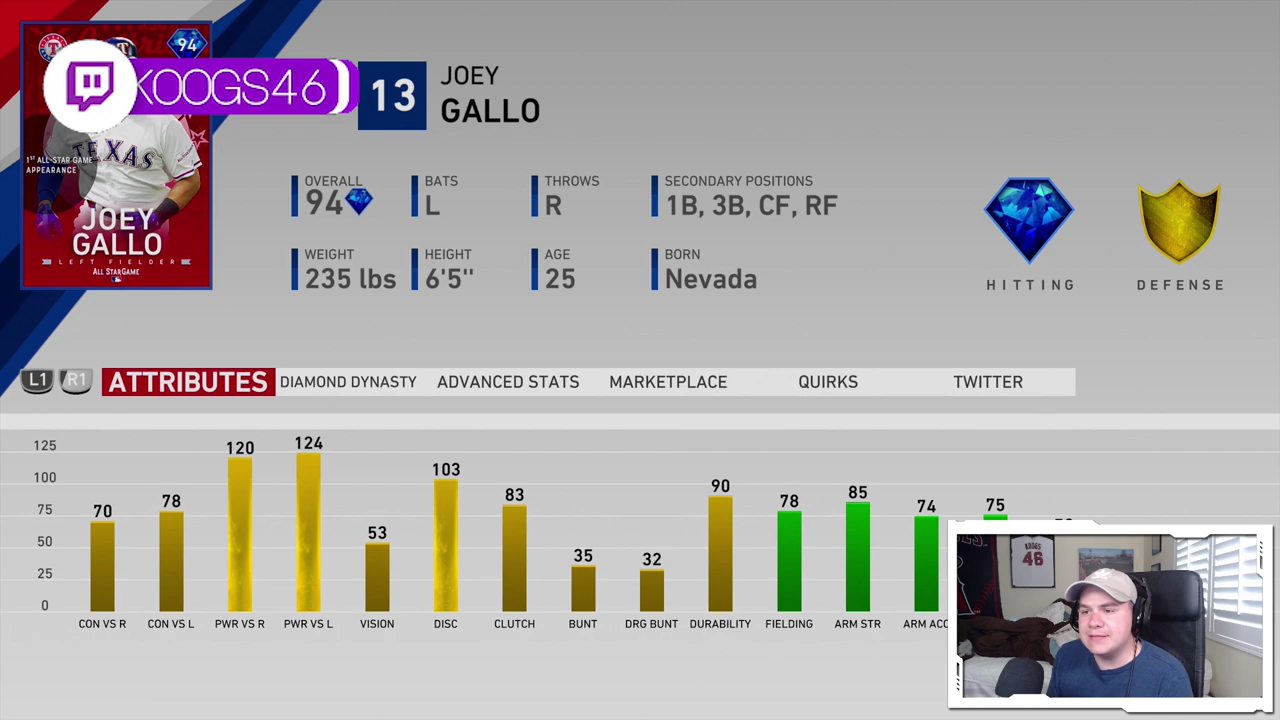 94
KOOGS46
TEXAS
1ST ALL-STAR GAME
APPEARANCE
JOEY
GALLO
LEFT FIELDER
ALL STAR GAME
13
JOEY
GALLO
OVERALL
94
BATS
L
THROWS
R
SECONDARY POSITIONS
1B, 3B, CF, RF
WEIGHT
235 lbs
HEIGHT
6'5"
AGE
25
BORN
Nevada
HITTING
DEFENSE
L1 R1 ATTRIBUTES DIAMOND DYNASTY ADVANCED STATS MARKETPLACE QUIRKS TWITTER
125
100
75
50
25
0
70 78 120 124 53 103 83 35 32 90 78 85 74 75
CON VS R CON VS L PWR VS R PWR VS L VISION DISC CLUTCH BUNT DRG BUNT DURABILITY FIELDING ARM STR ARM ACC
46